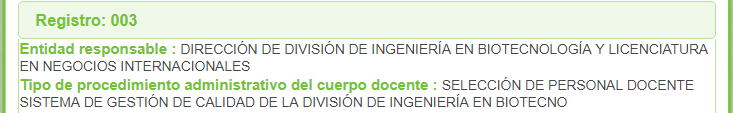 Registro: 003
Entidad responsable : DIRECCIÓN DE DIVISIÓN DE INGENIERÍA EN BIOTECNOLOGÍA Y LICENCIATURA
EN NEGOCIOS INTERNACIONALES
Tipo de procedimiento administrativo del cuerpo docente : SELECCIÓN DE PERSONAL DOCENTE
SISTEMA DE GESTIÓN DE CALIDAD DE LA DIVISIÓN DE INGENIERÍA EN BIOTECNO